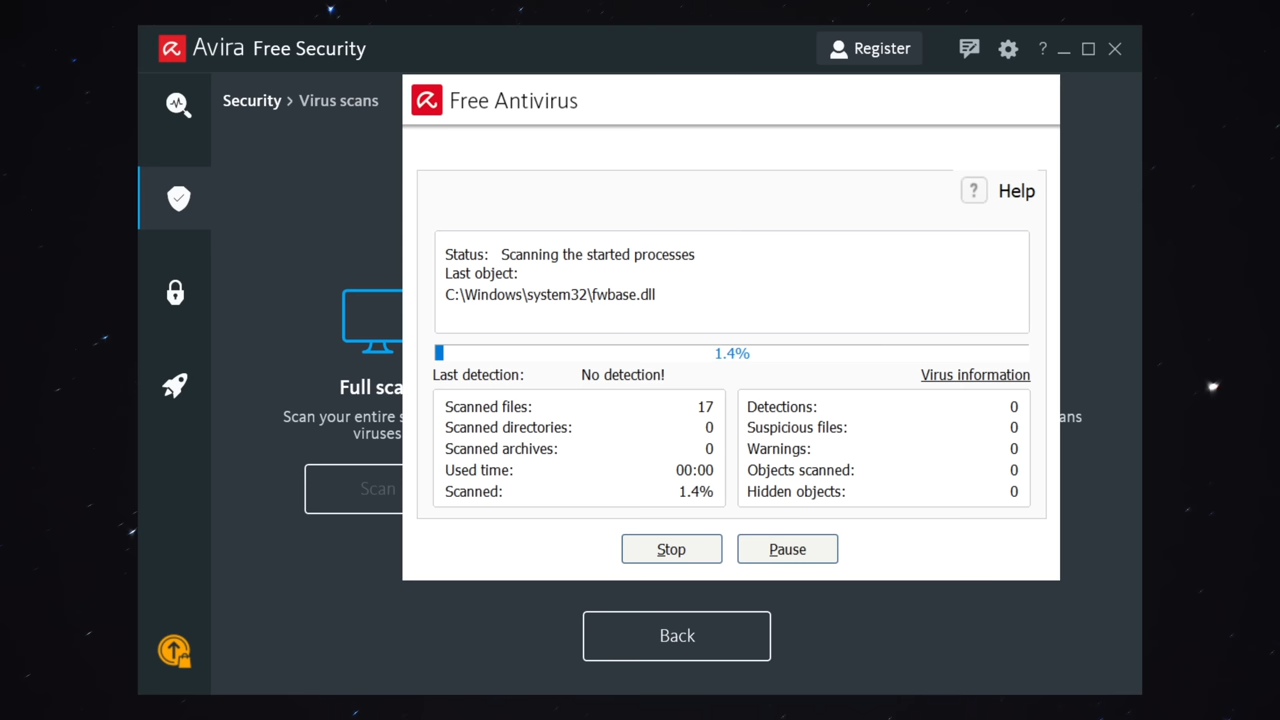 Avira Free Security
Register
?
Security > Virus scans
Free Antivirus
? Help
Status: Scanning the started processes
Last object:
C:\Windows\system32\fwbase.dll
1.4%
Last detection: No detection!
Virus information
Scanned files: 17
Scanned directories: 0
Scanned archives: 0
Used time: 00:00
Scanned: 1.4%
Detections: 0
Suspicious files: 0
Warnings: 0
Objects scanned: 0
Hidden objects: 0
Full sca
Scan your entire s
viruses
ans
Scan
Stop
Pause
Back